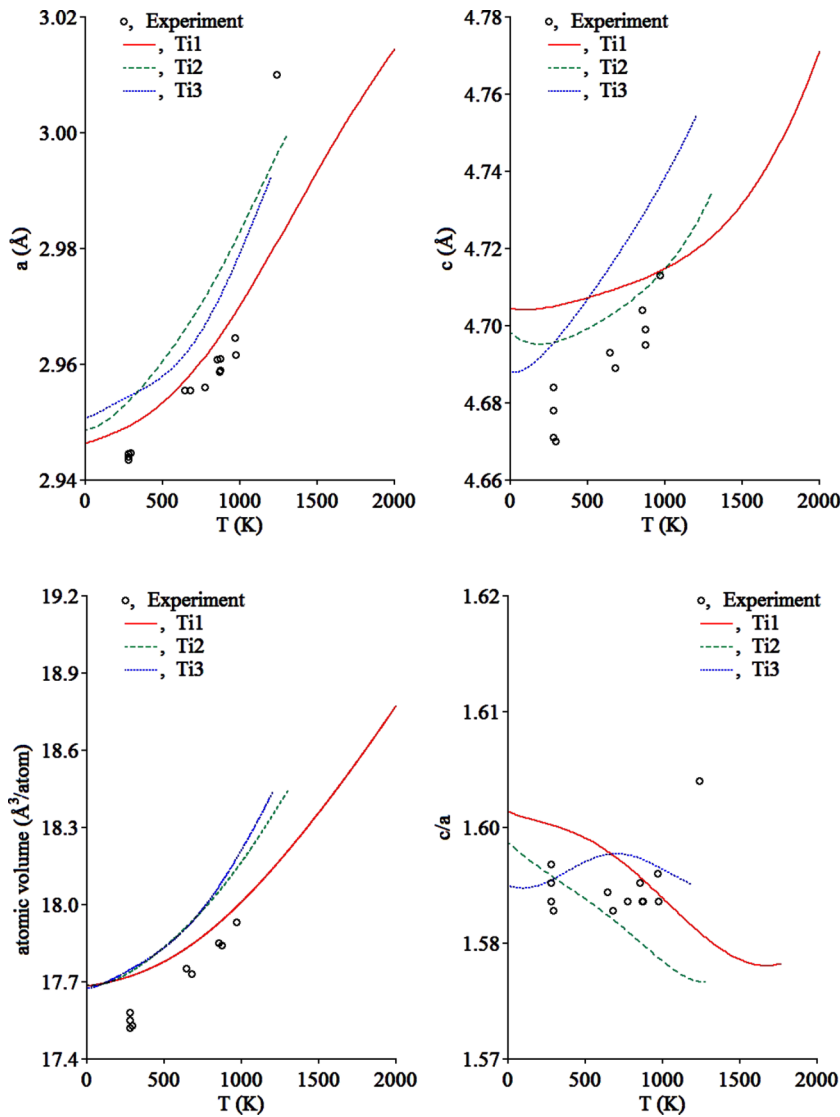 3.02
3.00
2.98
2.96
2.94
a (Å)
○, Experiment
, Ti1
, Ti2
, Ti3
0 500 1000 1500 2000
T (K)
4.78
4.76
4.74
4.72
4.70
4.68
4.66
c (Å)
○, Experiment
, Ti1
, Ti2
, Ti3
0 500 1000 1500 2000
T (K)
19.2
18.9
18.6
18.3
18.0
17.7
17.4
atomic volume (Å³/atom)
○, Experiment
, Ti1
, Ti2
, Ti3
0 500 1000 1500 2000
T (K)
1.62
1.61
1.60
1.58
1.57
c/a
○, Experiment
, Ti1
, Ti2
, Ti3
0 500 1000 1500 2000
T (K)